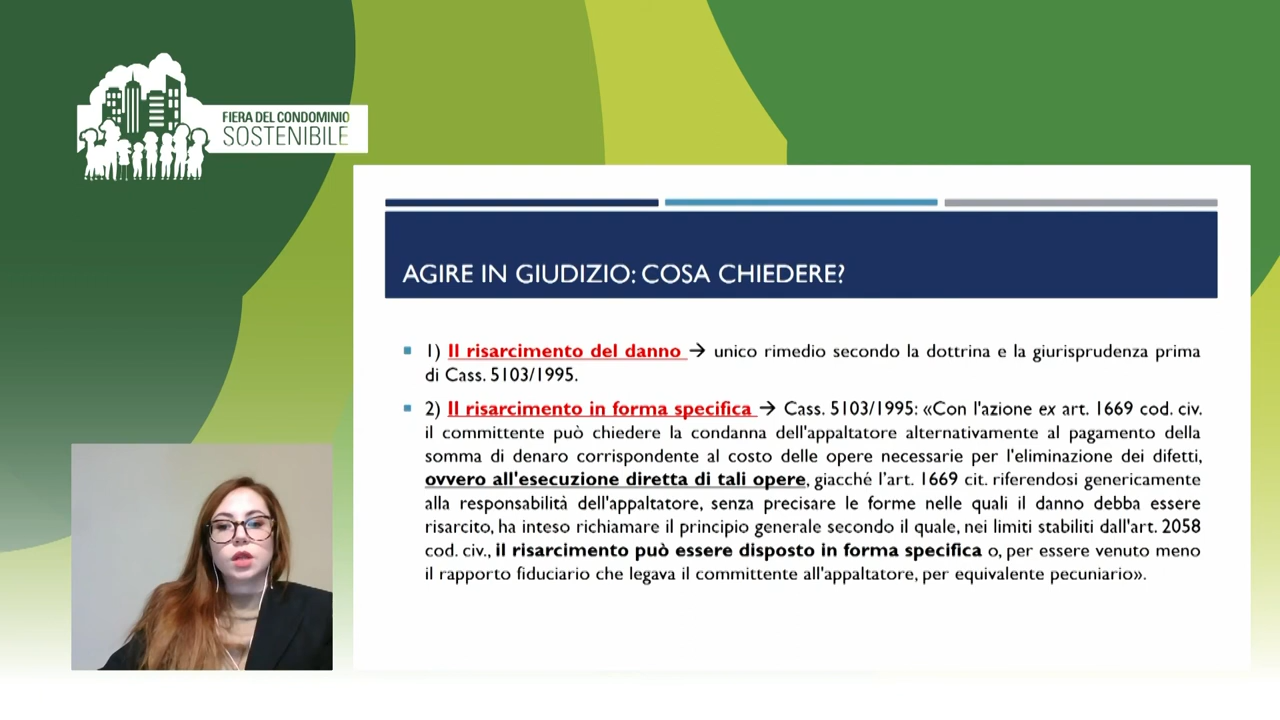 FIERA DEL CONDOMINIO
SOSTENIBILE
AGIRE IN GIUDIZIO: COSA CHIEDERE?
1) Il risarcimento del danno → unico rimedio secondo la dottrina e la giurisprudenza prima
di Cass. 5103/1995.
2) Il risarcimento in forma specifica → Cass. 5103/1995: «Con l'azione ex art. 1669 cod. civ.
il committente può chiedere la condanna dell'appaltatore alternativamente al pagamento della
somma di denaro corrispondente al costo delle opere necessarie per l'eliminazione dei difetti,
ovvero all'esecuzione diretta di tali opere, giacché l'art. 1669 cit. riferendosi genericamente
alla responsabilità dell'appaltatore, senza precisare le forme nelle quali il danno debba essere
risarcito, ha inteso richiamare il principio generale secondo il quale, nei limiti stabiliti dall'art. 2058
cod. civ., il risarcimento può essere disposto in forma specifica o, per essere venuto meno
il rapporto fiduciario che legava il committente all'appaltatore, per equivalente pecuniario».